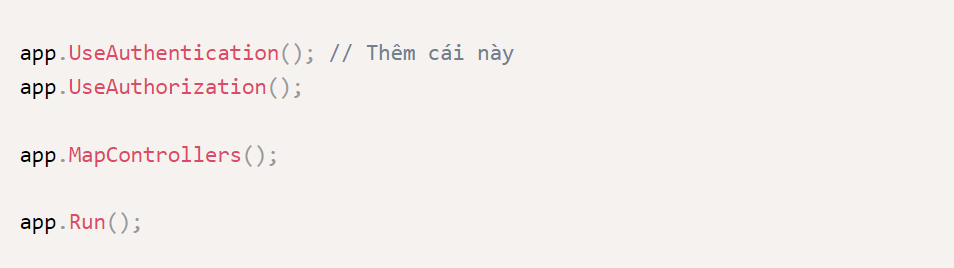 app.UseAuthentication(); // Thêm cái này
app.UseAuthorization();
app.MapControllers();
app.Run();